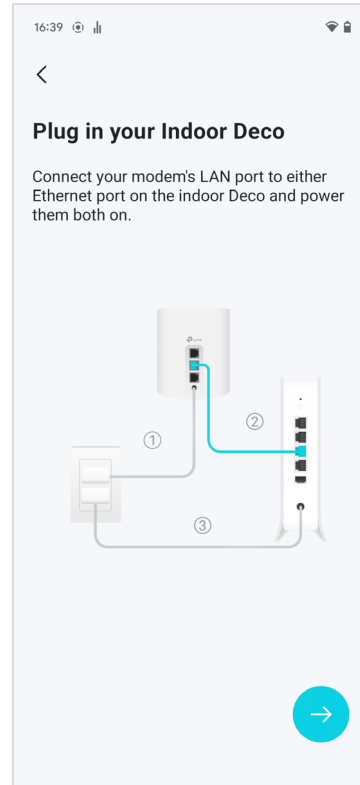 16:39
Plug in your Indoor Deco
Connect your modem's LAN port to either
Ethernet port on the indoor Deco and power
them both on.
①
②
③